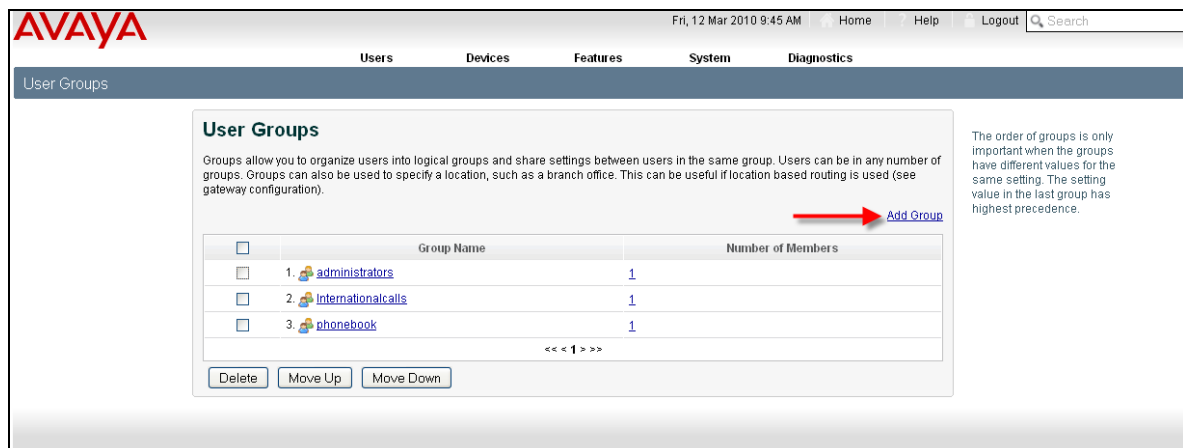 AVAYA
Fri, 12 Mar 2010 9:45 AM Home ? Help Logout Search
Users Devices Features System Diagnostics
User Groups
User Groups
Groups allow you to organize users into logical groups and share settings between users in the same group. Users can be in any number of
groups. Groups can also be used to specify a location, such as a branch office. This can be useful if location based routing is used (see
gateway configuration).
Add Group
Group Name Number of Members
1. administrators 1
2. Internationalcalls 1
3. phonebook 1
<< < 1 > >>
Delete Move Up Move Down
The order of groups is only
important when the groups
have different values for the
same setting. The setting
value in the last group has
highest precedence.